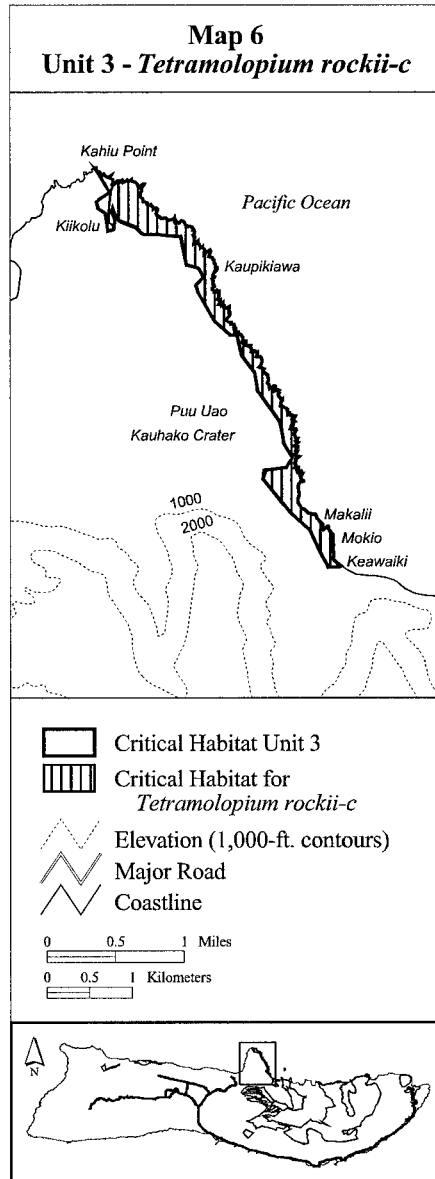 Map 6
Unit 3 - Tetramolopium rockii-c
Kahiu Point
Pacific Ocean
Kiikolu
Kaupikiawa
Puu Uao
Kauhako Crater
1000
2000
Makalii
Mokio
Keawaiki
Critical Habitat Unit 3
Critical Habitat for
Tetramolopium rockii-c
Elevation (1,000-ft. contours)
Major Road
Coastline
0 0.5 1 Miles
0 0.5 1 Kilometers
N